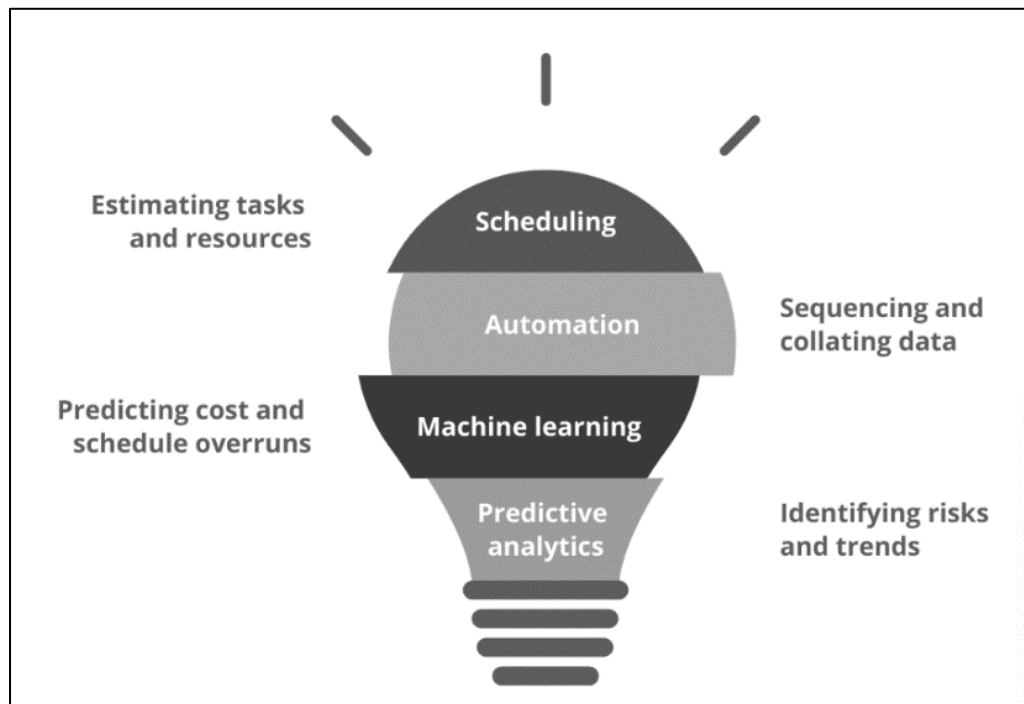 Estimating tasks
and resources
Scheduling
Automation
Sequencing and
collating data
Predicting cost and
schedule overruns
Machine learning
Predictive
analytics
Identifying risks
and trends